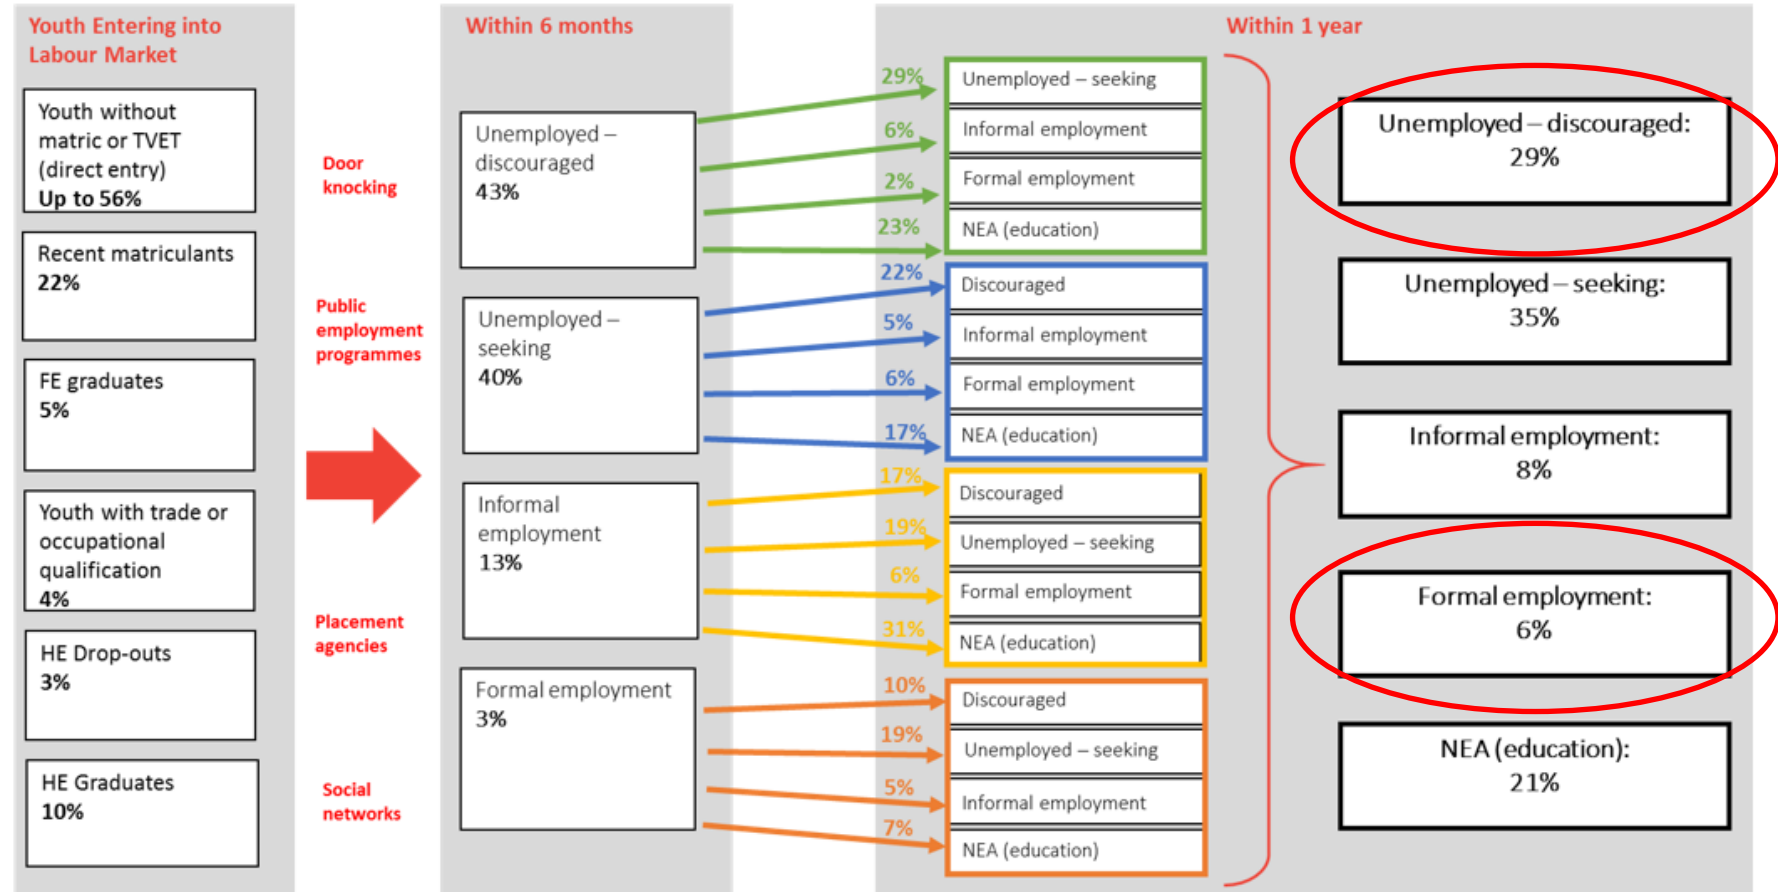 Youth Entering into
Labour Market
Youth without
matric or TVET
(direct entry)
Up to 56%
Recent matriculants
22%
FE graduates
5%
Youth with trade or
occupational
qualification
4%
HE Drop-outs
3%
HE Graduates
10%
Door
knocking
Public
employment
programmes
Placement
agencies
Social
networks
Within 6 months
Unemployed –
discouraged
43%
Unemployed –
seeking
40%
Informal
employment
13%
Formal employment
3%
Within 1 year
29%
Unemployed – seeking
6%
Informal employment
2%
Formal employment
23%
NEA (education)
22%
Discouraged
5%
Informal employment
6%
Formal employment
17%
NEA (education)
17%
Discouraged
19%
Unemployed – seeking
6%
Formal employment
31%
NEA (education)
10%
Discouraged
19%
Unemployed – seeking
5%
Informal employment
7%
NEA (education)
Unemployed – discouraged:
29%
Unemployed – seeking:
35%
Informal employment:
8%
Formal employment:
6%
NEA (education):
21%